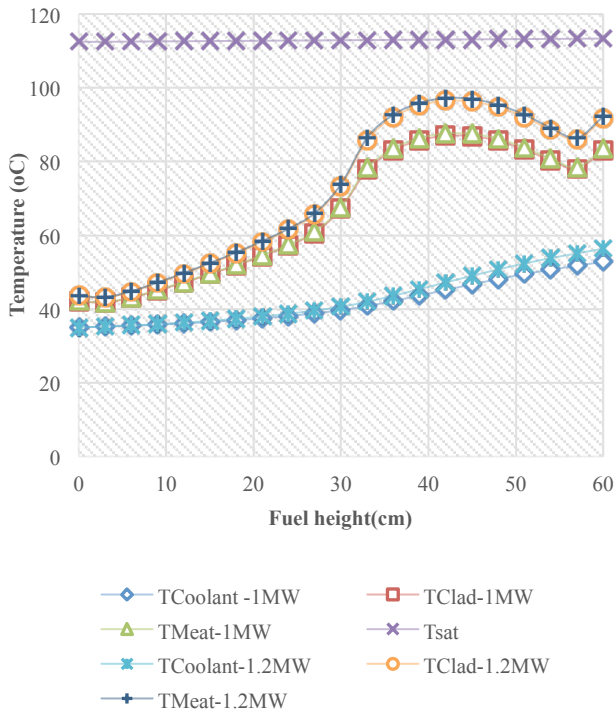 120
100
80
60
40
20
0
Temperature (oC)
0 10 20 30 40 50 60
Fuel height(cm)
TCoolant -1MW TClad-1MW
TMeat-1MW Tsat
TCoolant-1.2MW TClad-1.2MW
TMeat-1.2MW